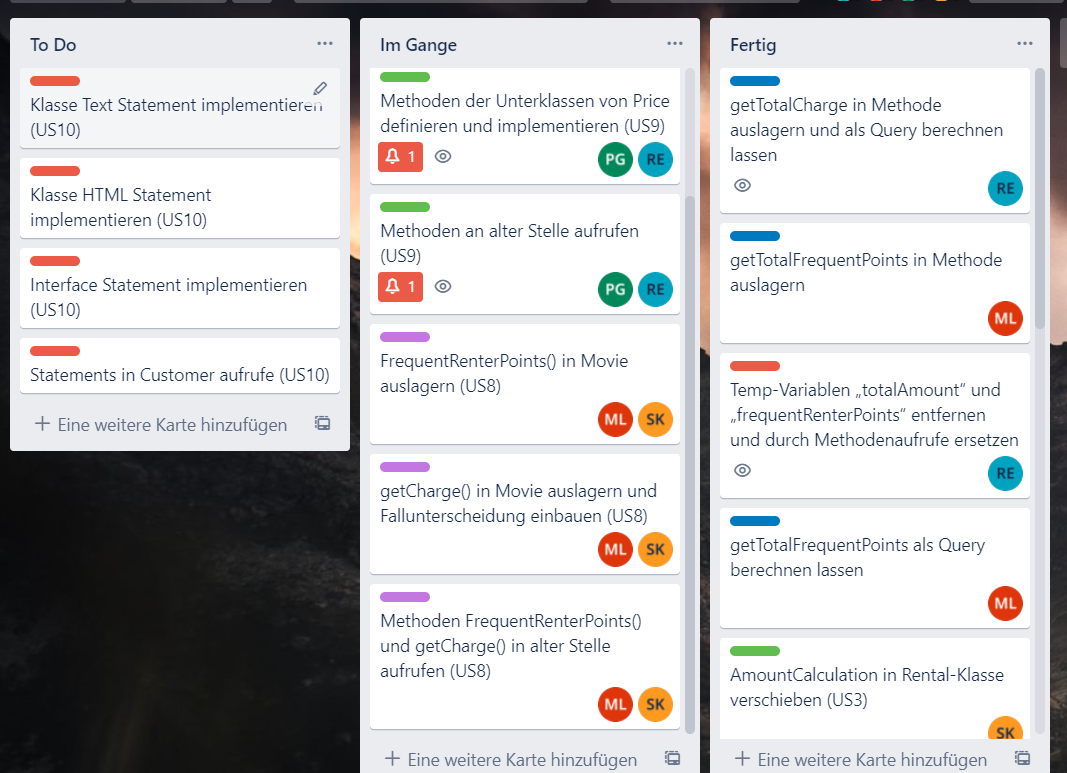 To Do
Klasse Text Statement implementieren
(US10)
Klasse HTML Statement
implementieren (US10)
Interface Statement implementieren
(US10)
Statements in Customer aufrufe (US10)
Eine weitere Karte hinzufügen
Im Gange
Methoden der Unterklassen von Price
definieren und implementieren (US9)
1
PG RE
Methoden an alter Stelle aufrufen
(US9)
1
PG RE
FrequentRenterPoints() in Movie
auslagern (US8)
ML SK
getCharge() in Movie auslagern und
Fallunterscheidung einbauen (US8)
ML SK
Methoden FrequentRenterPoints()
und getCharge() in alter Stelle
aufrufen (US8)
ML SK
Eine weitere Karte hinzufügen
Fertig
getTotalCharge in Methode
auslagern und als Query berechnen
lassen
RE
getTotalFrequentPoints in Methode
auslagern
ML
Temp-Variablen „totalAmount“ und
„frequentRenterPoints“ entfernen
und durch Methodenaufrufe ersetzen
RE
getTotalFrequentPoints als Query
berechnen lassen
ML
AmountCalculation in Rental-Klasse
verschieben (US3)
SK
Eine weitere Karte hinzufügen